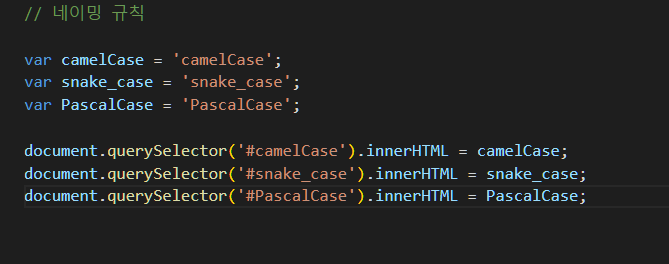 // 네이밍 규칙
var camelCase = 'camelCase';
var snake_case = 'snake_case';
var PascalCase = 'PascalCase';
document.querySelector('#camelCase').innerHTML = camelCase;
document.querySelector('#snake_case').innerHTML = snake_case;
document.querySelector('#PascalCase').innerHTML = PascalCase;